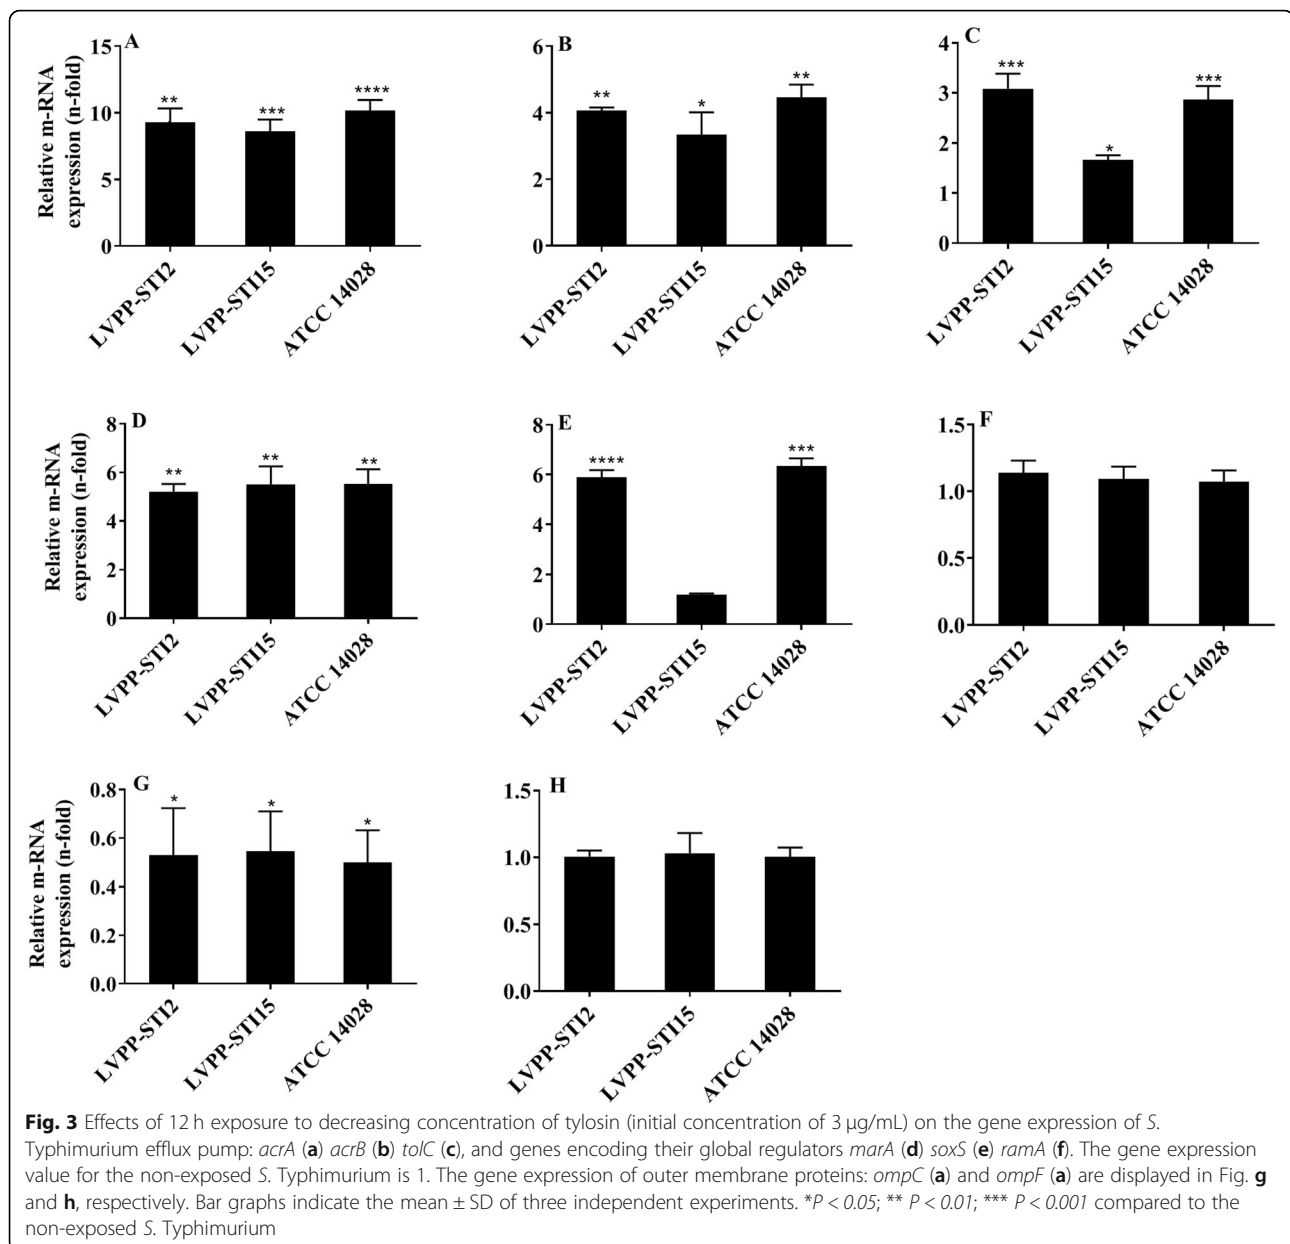 A
Relative m-RNA
expression (n-fold)
15
10
5
0
**
***
****
LVPP-STI2
LVPP-STI15
ATCC 14028
B
6
4
2
0
**
*
**
LVPP-STI2
LVPP-STI15
ATCC 14028
C
4
3
2
1
0
***
*
***
LVPP-STI2
LVPP-STI15
ATCC 14028
D
Relative m-RNA
expression (n-fold)
8
6
4
2
0
**
**
**
LVPP-STI2
LVPP-STI15
ATCC 14028
E
8
6
4
2
0
****
***
LVPP-STI2
LVPP-STI15
ATCC 14028
F
1.5
1.0
0.5
0.0
LVPP-STI2
LVPP-STI15
ATCC 14028
G
Relative m-RNA
expression (n-fold)
0.8
0.6
0.4
0.2
0.0
*
*
*
LVPP-STI2
LVPP-STI15
ATCC 14028
H
1.5
1.0
0.5
0.0
LVPP-STI2
LVPP-STI15
ATCC 14028
Fig. 3 Effects of 12 h exposure to decreasing concentration of tylosin (initial concentration of 3 µg/mL) on the gene expression of S.
Typhimurium efflux pump: acrA (a) acrB (b) tolC (c), and genes encoding their global regulators marA (d) soxS (e) ramA (f). The gene expression
value for the non-exposed S. Typhimurium is 1. The gene expression of outer membrane proteins: ompC (a) and ompF (a) are displayed in Fig. g
and h, respectively. Bar graphs indicate the mean ± SD of three independent experiments. *P < 0.05; ** P < 0.01; *** P < 0.001 compared to the
non-exposed S. Typhimurium